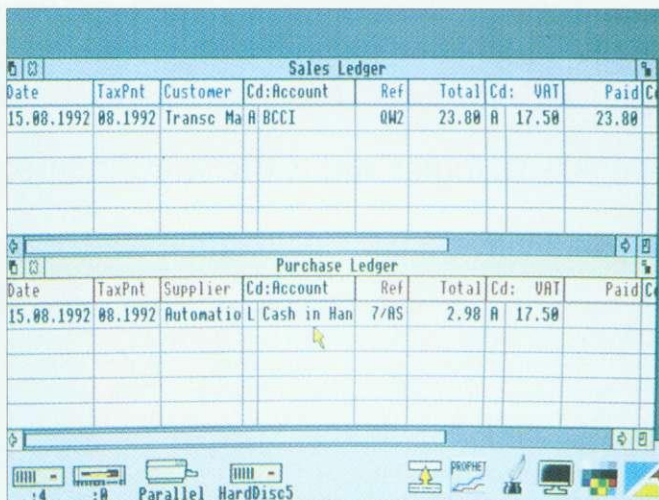 Sales Ledger
Date TaxPnt Customer Cd:Account Ref Total Cd: VAT Paid
15.08.1992 08.1992 Transc Ma A BCCI QW2 23.80 A 17.50 23.80
Purchase Ledger
Date TaxPnt Supplier Cd:Account Ref Total Cd: VAT Paid
15.08.1992 08.1992 Automatio L Cash in Han 7/AS 2.98 A 17.50
PROPHET
:4 :0 Parallel HardDisc5